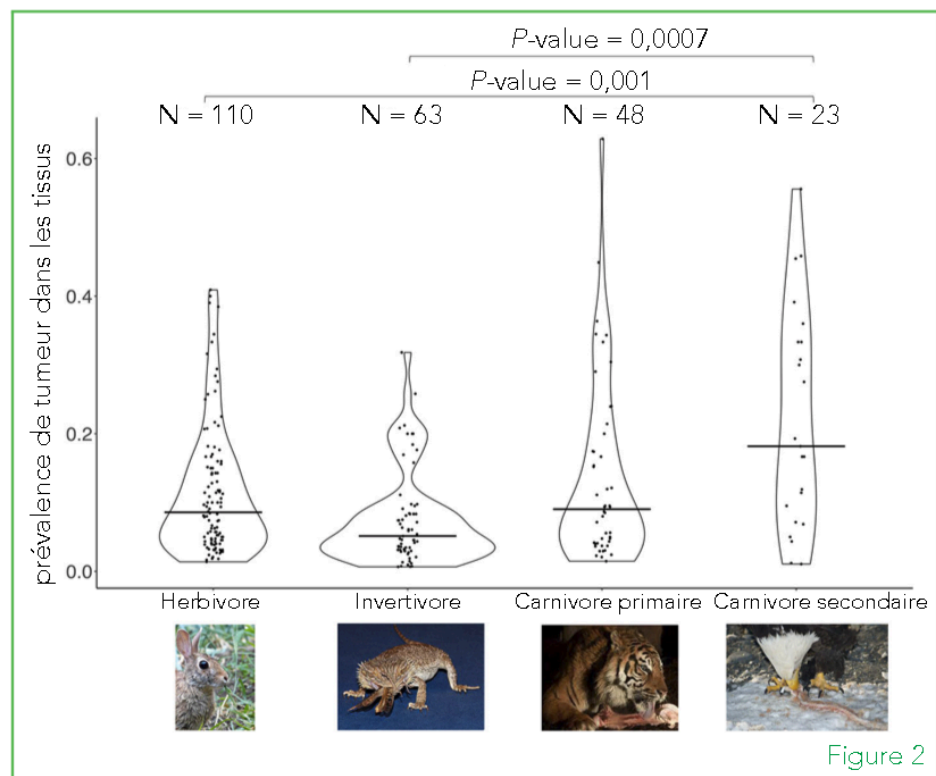 P-value = 0,0007
P-value = 0,001
N = 110 N = 63 N = 48 N = 23
prévalence de tumeur dans les tissus
0.6
0.4
0.2
0.0
Herbivore Invertivore Carnivore primaire Carnivore secondaire
Figure 2